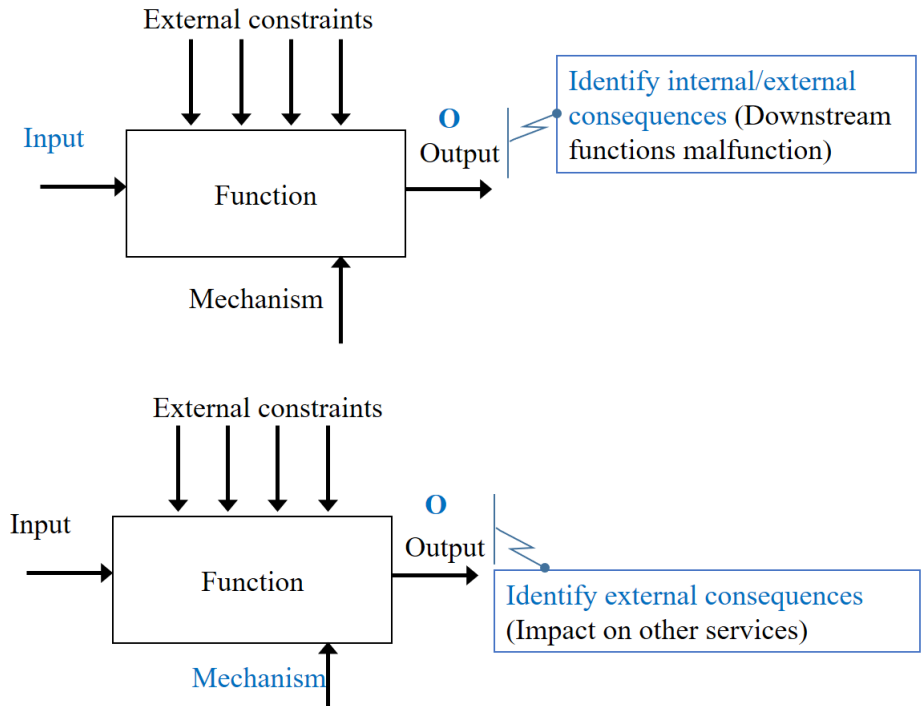 External constraints
Input
O
Output
Function
Mechanism
Identify internal/external
consequences (Downstream
functions malfunction)
External constraints
Input
O
Output
Function
Mechanism
Identify external consequences
(Impact on other services)